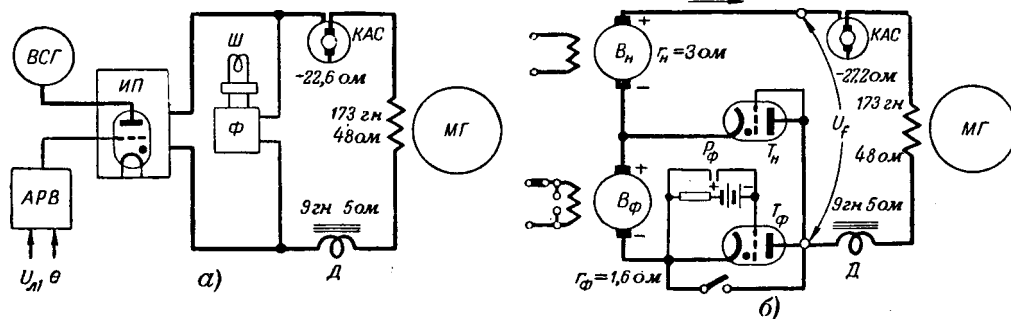 ВСГ
ИП
АРВ
U_л, θ
а)
Ш
Ф
КАС
-22,6 ом
173 гн
48 ом
МГ
9 гн 5 ом
Д
+
В_н
r_н = 3 ом
-
+
В_ф
-
r_ф = 1,6 ом
Р_ф
+
-
Т_н
Т_ф
U_f
КАС
-27,2 ом
173 гн
48 ом
МГ
9 гн 5 ом
Д
б)